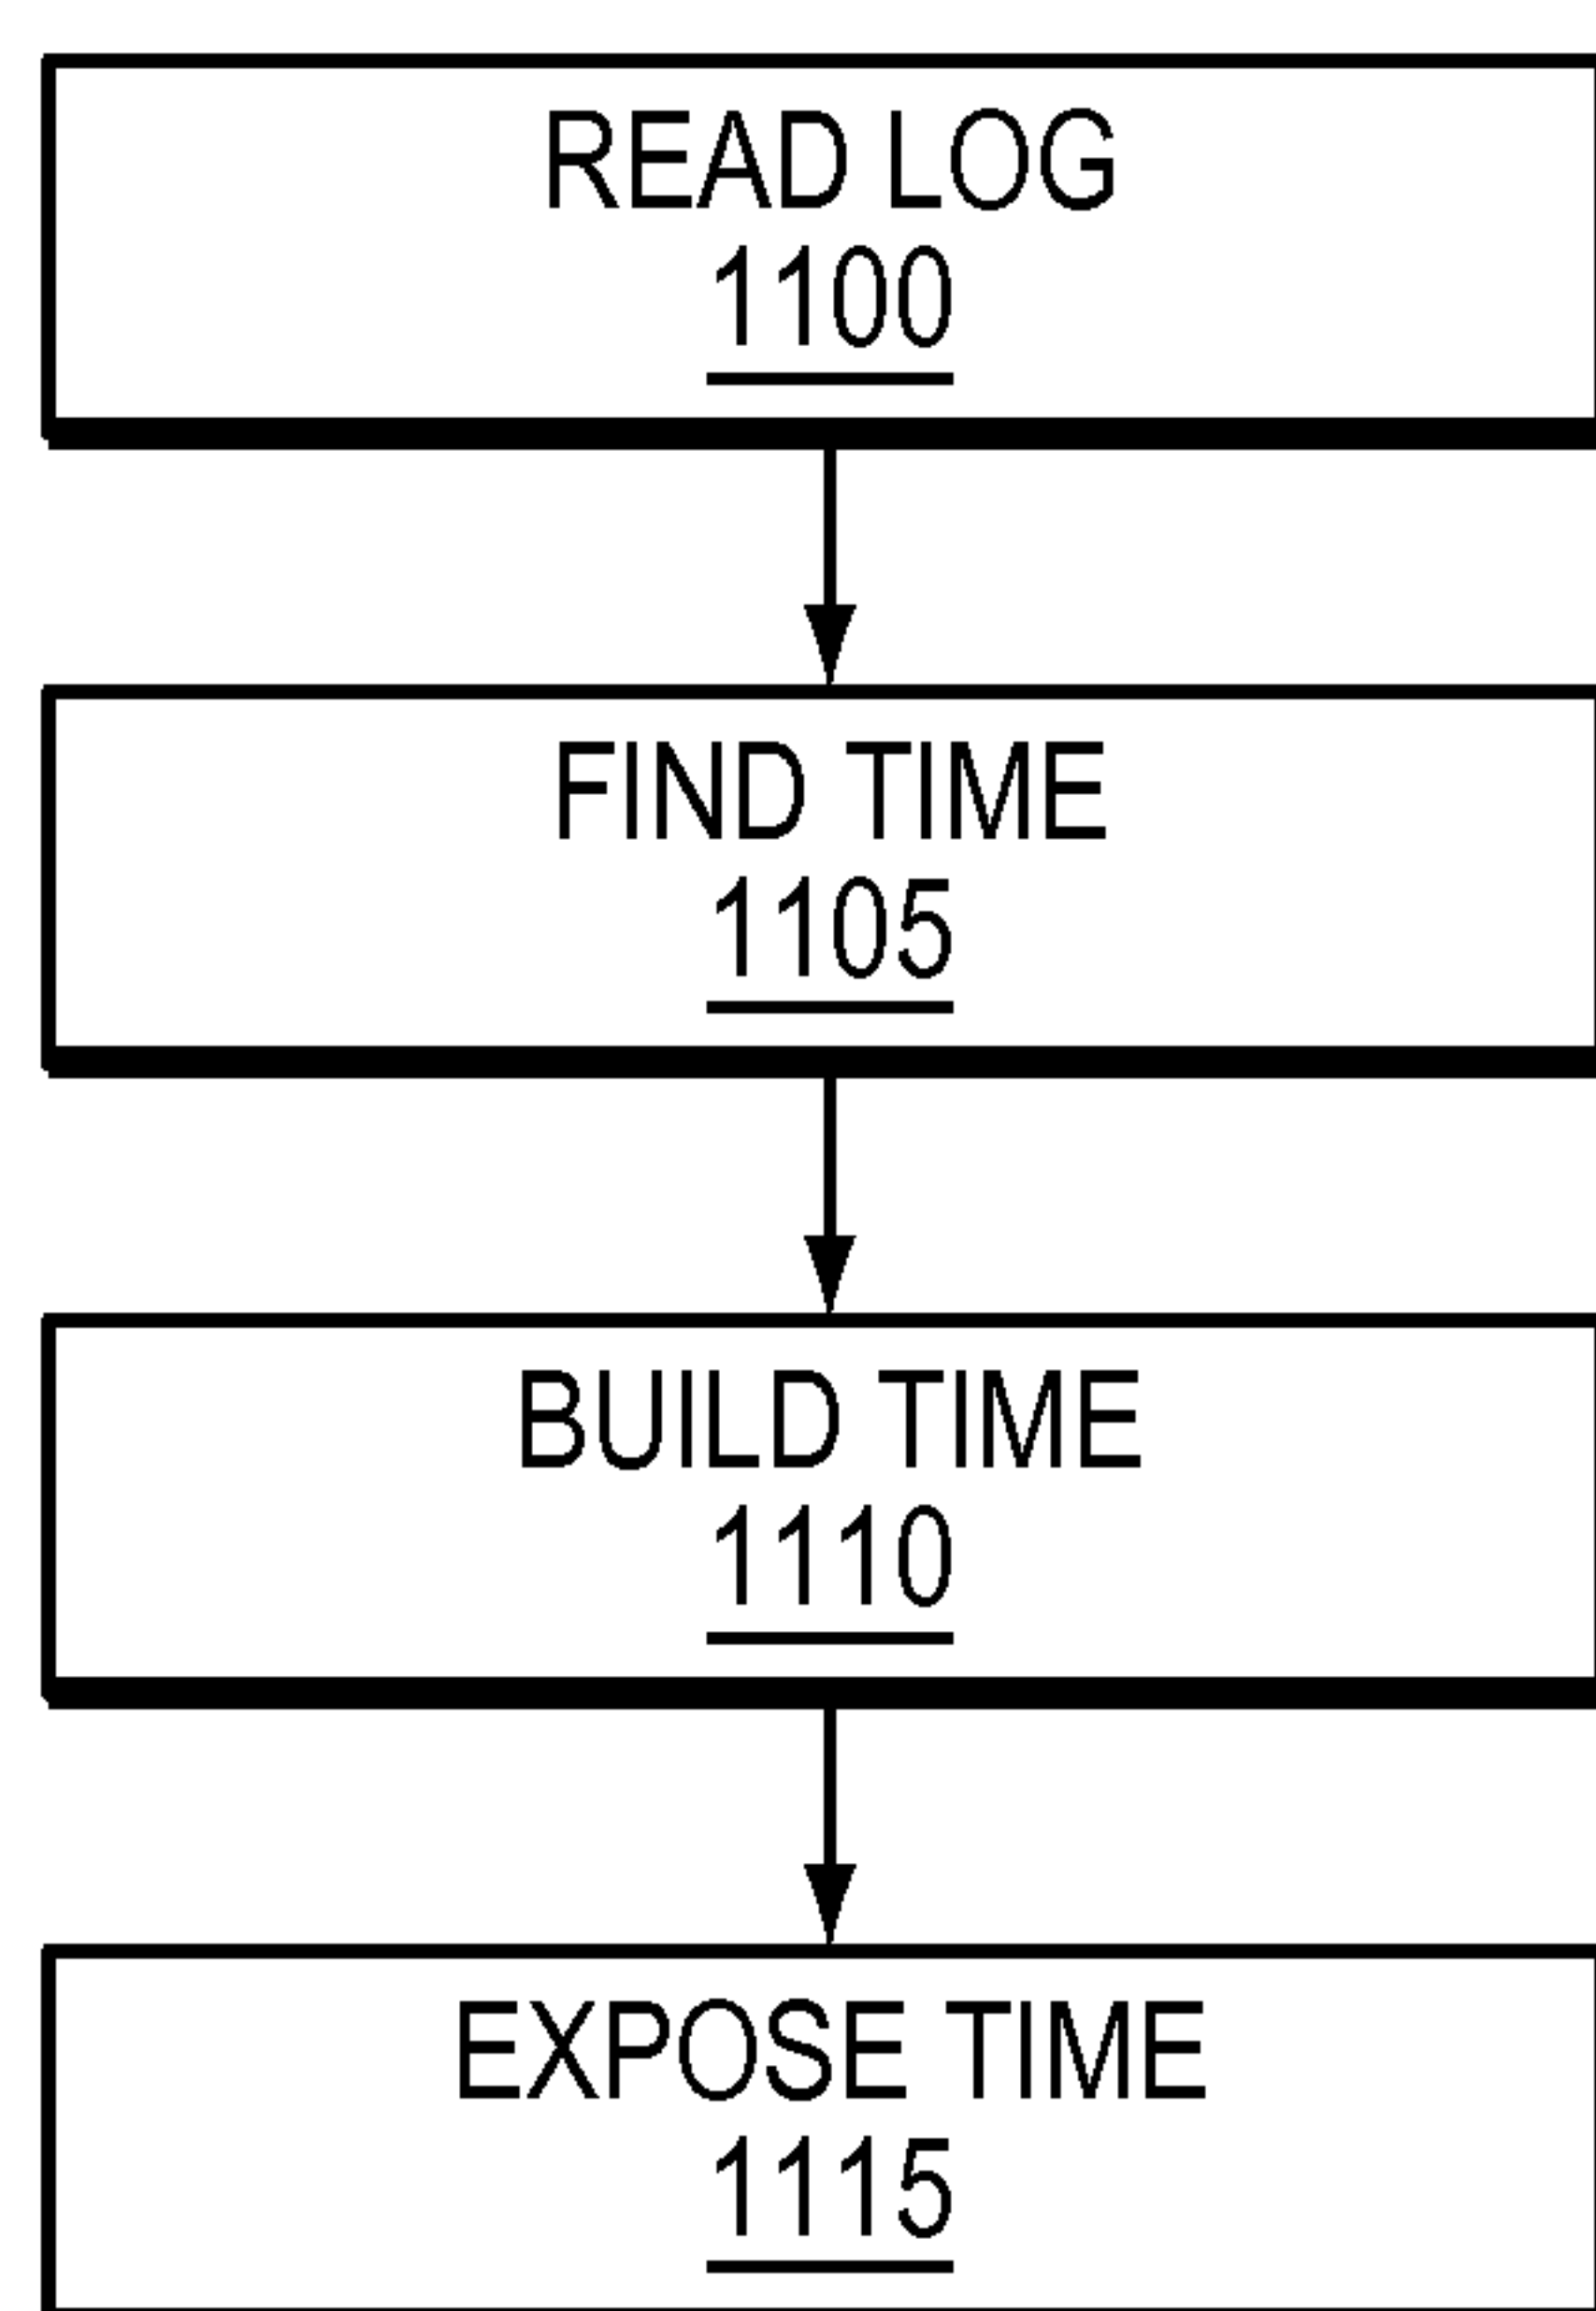 READ LOG
1100
FIND TIME
1105
BUILD TIME
1110
EXPOSE TIME
1115